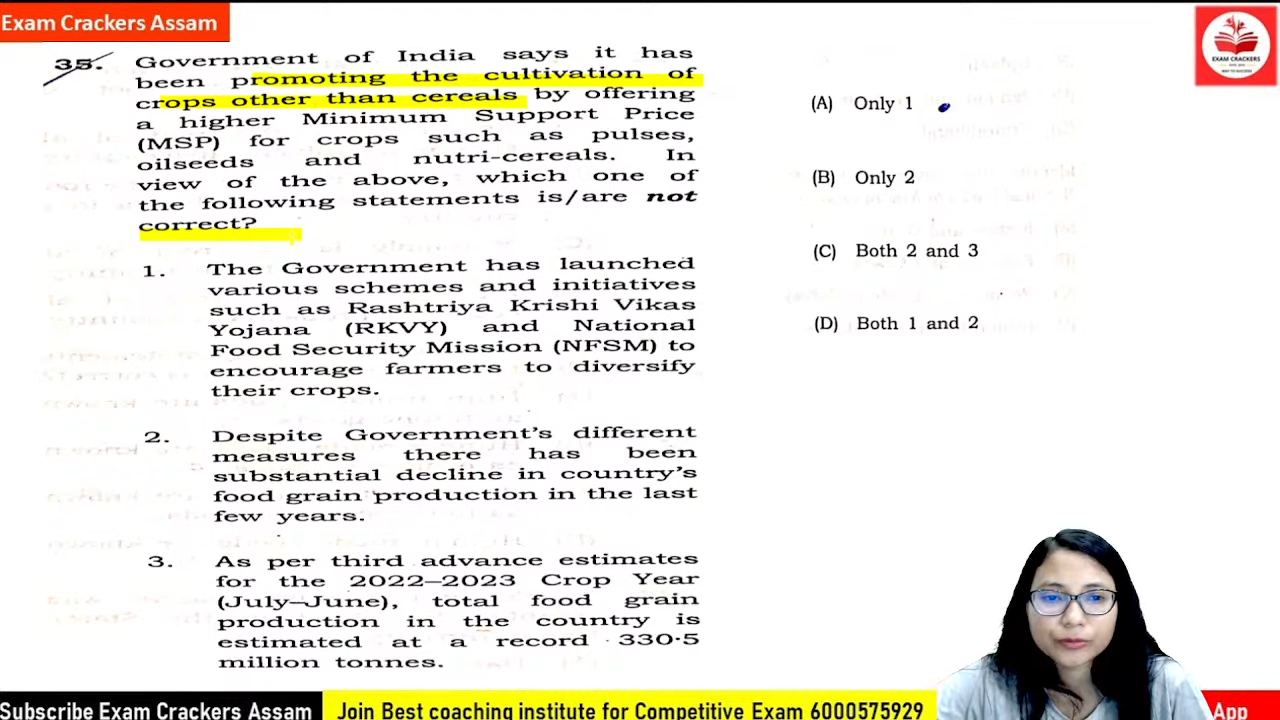 Exam Crackers Assam
EXAM CRACKERS
WAY TO SUCCESS
35. Government of India says it has
been promoting the cultivation of
crops other than cereals by offering
a higher Minimum Support Price
(MSP) for crops such as pulses,
oilseeds and nutri-cereals. In
view of the above, which one of
the following statements is/are not
correct?
1. The Government has launched
various schemes and initiatives
such as Rashtriya Krishi Vikas
Yojana (RKVY) and National
Food Security Mission (NFSM) to
encourage farmers to diversify
their crops.
2. Despite Government's different
measures there has been
substantial decline in country's
food grain production in the last
few years.
3. As per third advance estimates
for the 2022–2023 Crop Year
(July–June), total food grain
production in the country is
estimated at a record 330·5
million tonnes.
(A) Only 1
(B) Only 2
(C) Both 2 and 3
(D) Both 1 and 2
Subscribe Exam Crackers Assam
Join Best coaching institute for Competitive Exam 6000575929
App